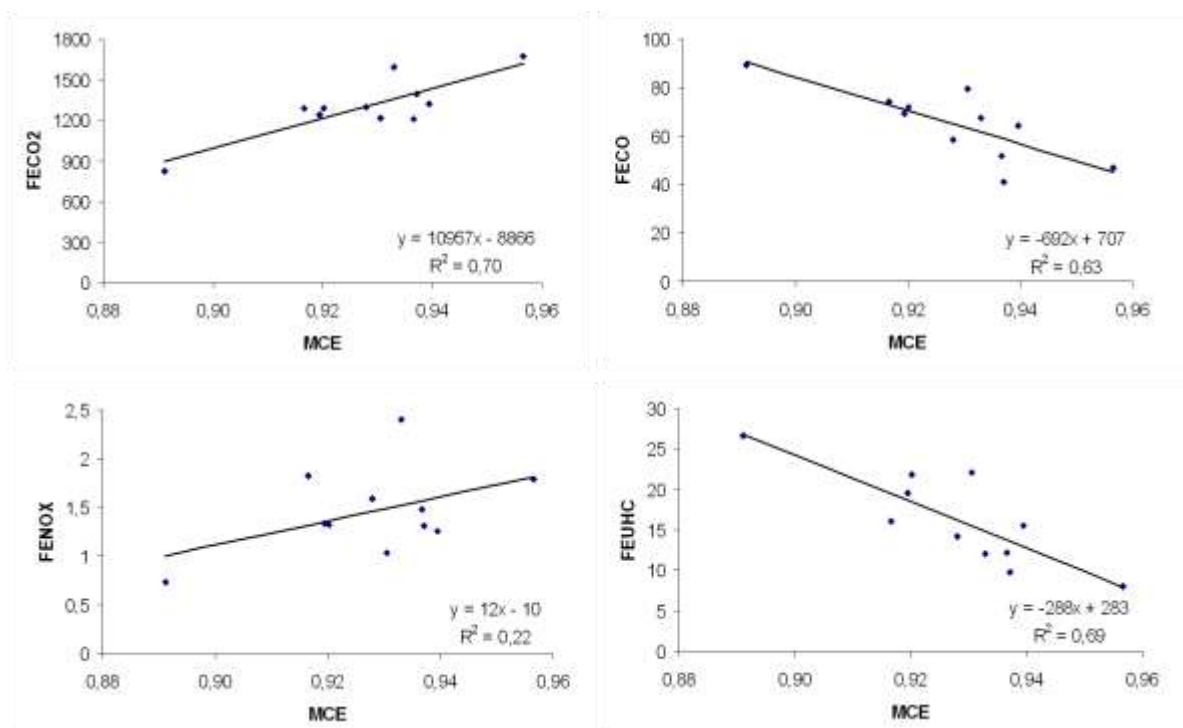 FECO2
1800
1500
1200
900
600
300
0
y = 10957x - 8866
R² = 0,70
0,88 0,90 0,92 0,94 0,96
MCE
FECO
100
80
60
40
20
0
y = -692x + 707
R² = 0,63
0,88 0,90 0,92 0,94 0,96
MCE
FENOX
2,5
2
1,5
1
0,5
0
y = 12x - 10
R² = 0,22
0,88 0,90 0,92 0,94 0,96
MCE
FEUHC
30
25
20
15
10
5
0
y = -288x + 283
R² = 0,69
0,88 0,90 0,92 0,94 0,96
MCE